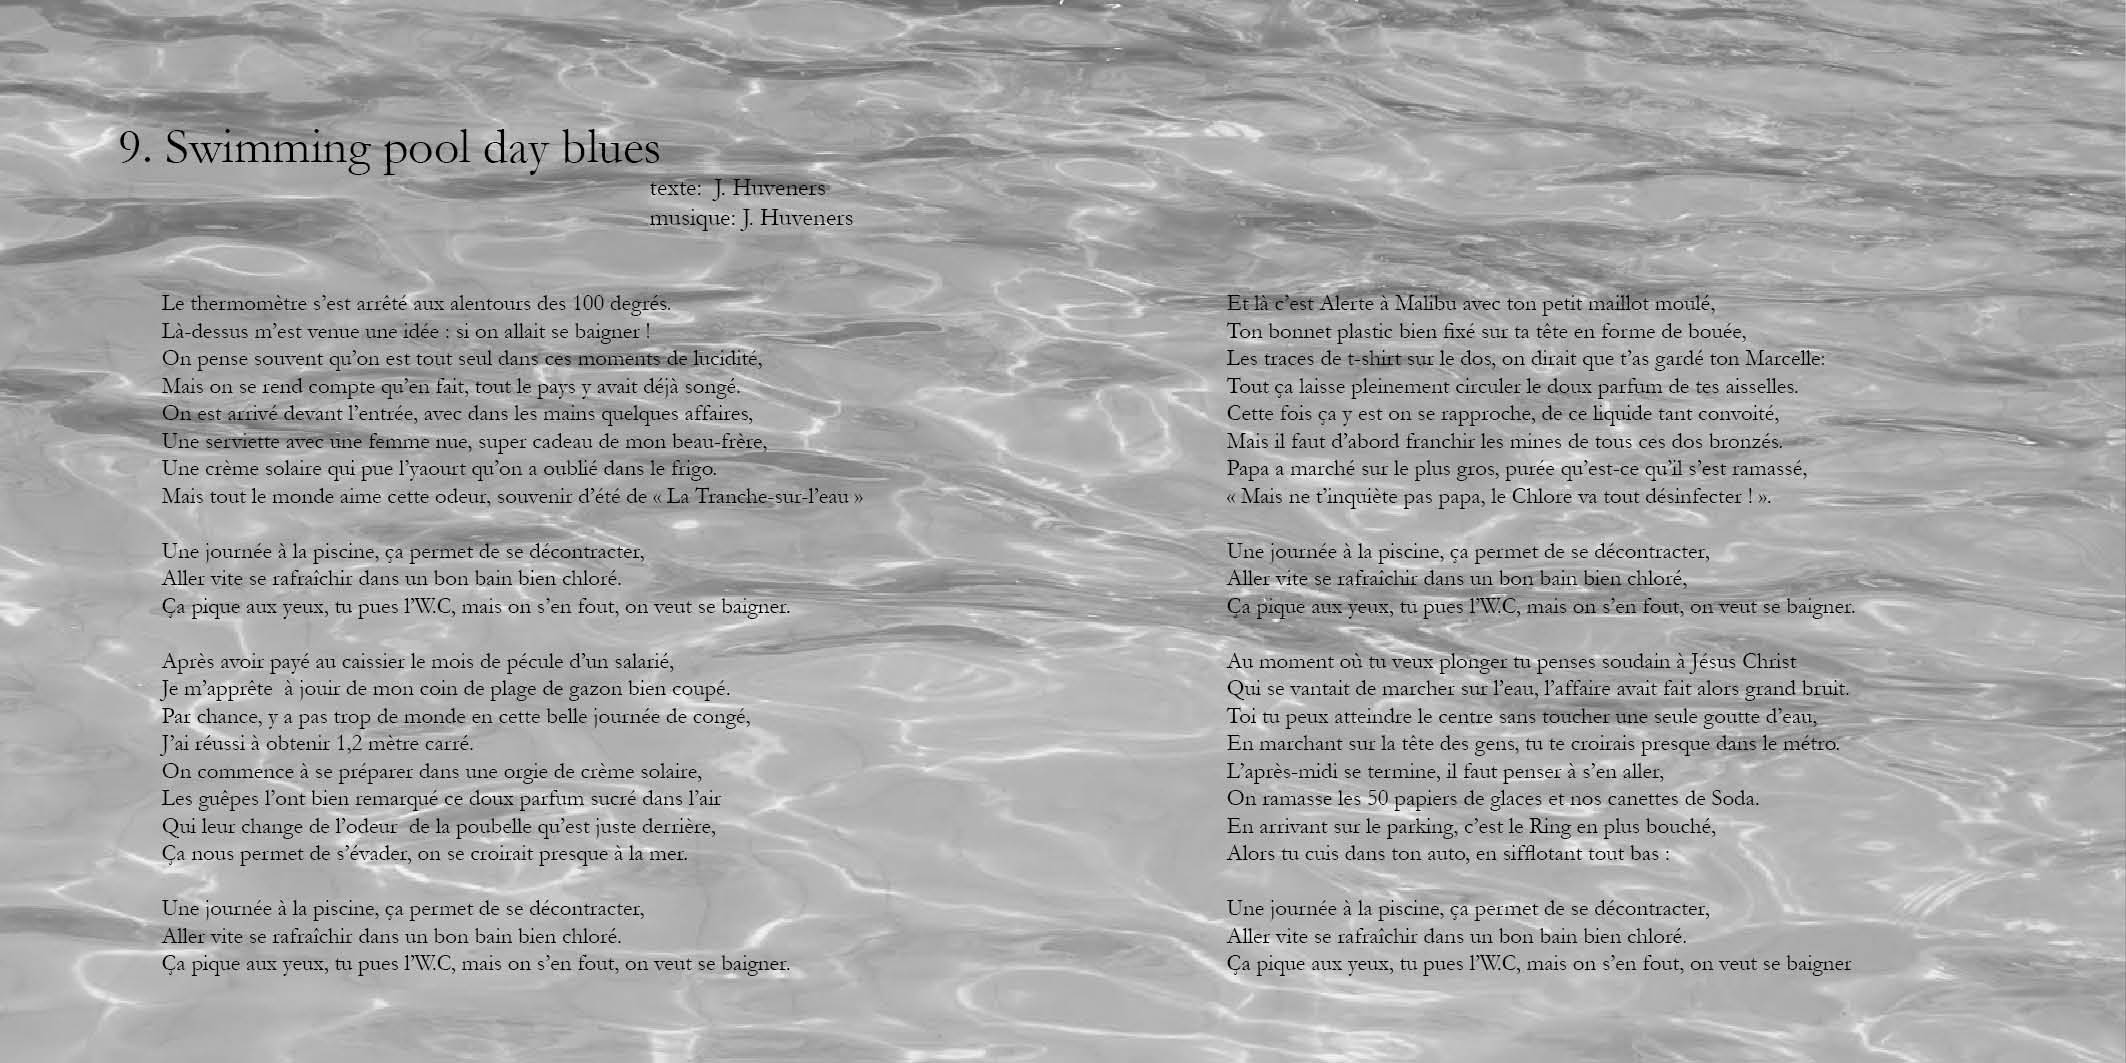 9. Swimming pool day blues
texte: J. Huveners
musique: J. Huveners
Le thermomètre s'est arrêté aux alentours des 100 degrés.
Là-dessus m'est venue une idée : si on allait se baigner !
On pense souvent qu'on est tout seul dans ces moments de lucidité,
Mais on se rend compte qu'en fait, tout le pays y avait déjà songé.
On est arrivé devant l'entrée, avec dans les mains quelques affaires,
Une serviette avec une femme nue, super cadeau de mon beau-frère,
Une crème solaire qui pue l'yaourt qu'on a oublié dans le frigo.
Mais tout le monde aime cette odeur, souvenir d'été de « La Tranche-sur-l'eau »
Une journée à la piscine, ça permet de se décontracter,
Aller vite se rafraîchir dans un bon bain bien chloré.
Ça pique aux yeux, tu pues l'W.C, mais on s'en fout, on veut se baigner.
Après avoir payé au caissier le mois de pécule d'un salarié,
Je m'apprête  à jouir de mon coin de plage de gazon bien coupé.
Par chance, y a pas trop de monde en cette belle journée de congé,
J'ai réussi à obtenir 1,2 mètre carré.
On commence à se préparer dans une orgie de crème solaire,
Les guêpes l'ont bien remarqué ce doux parfum sucré dans l'air
Qui leur change de l'odeur  de la poubelle qu'est juste derrière,
Ça nous permet de s'évader, on se croirait presque à la mer.
Une journée à la piscine, ça permet de se décontracter,
Aller vite se rafraîchir dans un bon bain bien chloré.
Ça pique aux yeux, tu pues l'W.C, mais on s'en fout, on veut se baigner.
Et là c'est Alerte à Malibu avec ton petit maillot moulé,
Ton bonnet plastic bien fixé sur ta tête en forme de bouée,
Les traces de t-shirt sur le dos, on dirait que t'as gardé ton Marcelle:
Tout ça laisse pleinement circuler le doux parfum de tes aisselles.
Cette fois ça y est on se rapproche, de ce liquide tant convoité,
Mais il faut d'abord franchir les mines de tous ces dos bronzés.
Papa a marché sur le plus gros, purée qu'est-ce qu'il s'est ramassé,
« Mais ne t'inquiète pas papa, le Chlore va tout désinfecter ! ».
Une journée à la piscine, ça permet de se décontracter,
Aller vite se rafraîchir dans un bon bain bien chloré,
Ça pique aux yeux, tu pues l'W.C, mais on s'en fout, on veut se baigner.
Au moment où tu veux plonger tu penses soudain à Jésus Christ
Qui se vantait de marcher sur l'eau, l'affaire avait fait alors grand bruit.
Toi tu peux atteindre le centre sans toucher une seule goutte d'eau,
En marchant sur la tête des gens, tu te croirais presque dans le métro.
L'après-midi se termine, il faut penser à s'en aller,
On ramasse les 50 papiers de glaces et nos canettes de Soda.
En arrivant sur le parking, c'est le Ring en plus bouché,
Alors tu cuis dans ton auto, en sifflotant tout bas :
Une journée à la piscine, ça permet de se décontracter,
Aller vite se rafraîchir dans un bon bain bien chloré.
Ça pique aux yeux, tu pues l'W.C, mais on s'en fout, on veut se baigner